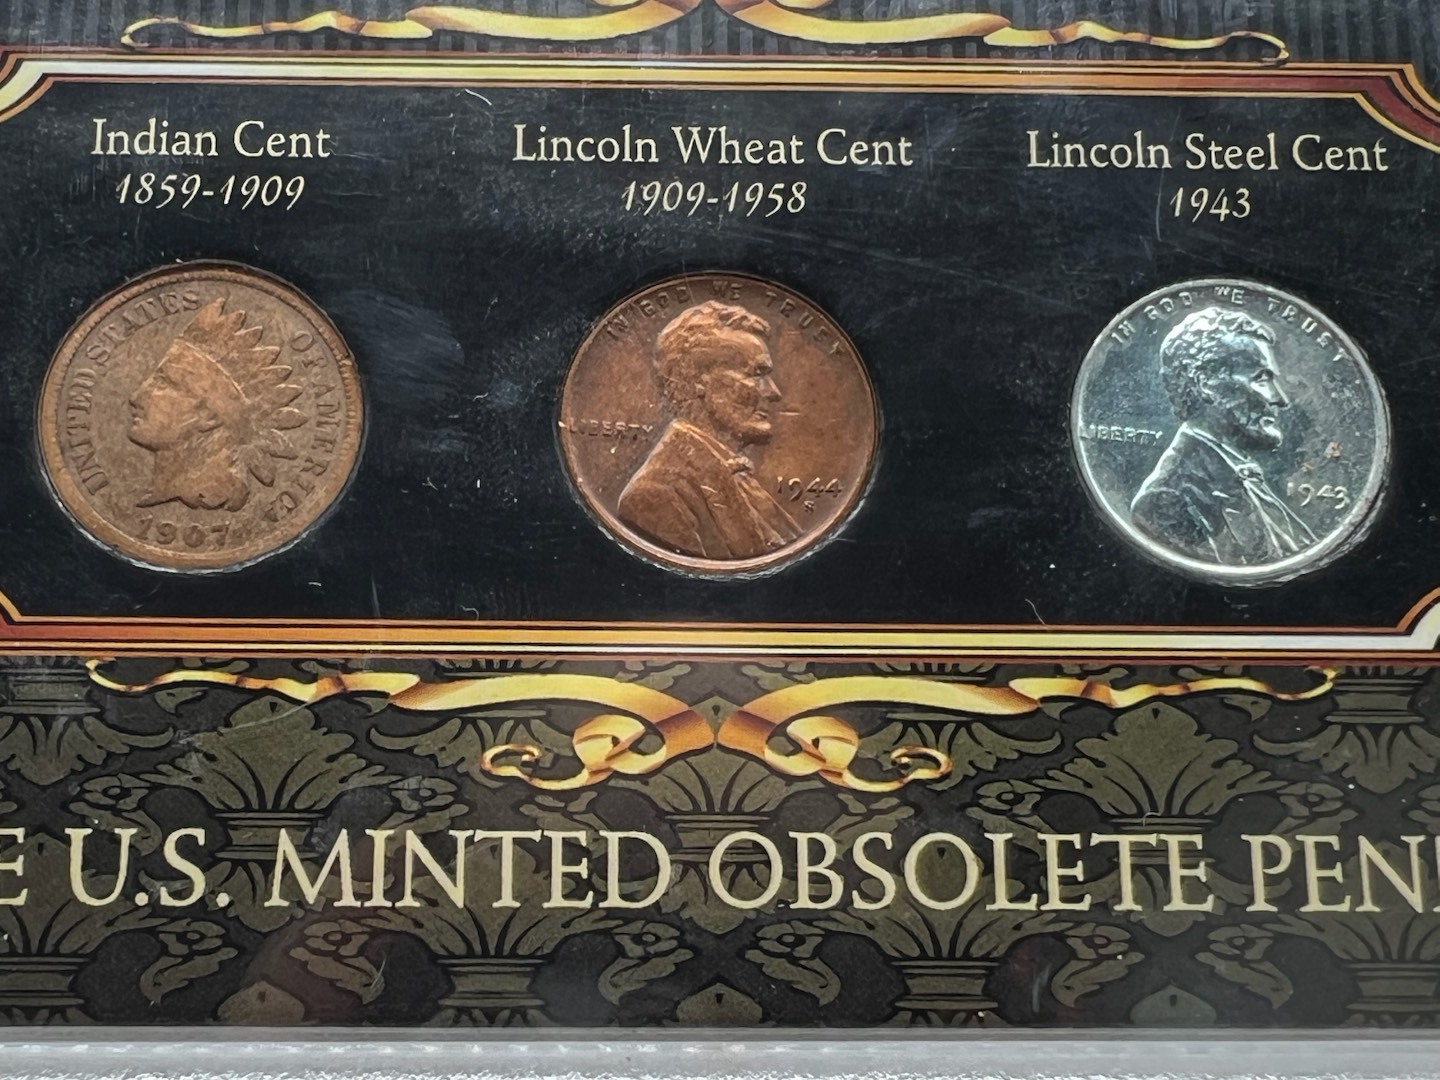 Indian Cent
1859-1909
Lincoln Wheat Cent
1909-1958
Lincoln Steel Cent
1943
UNITED STATES OF AMERICA
1907
IN GOD WE TRUST
LIBERTY
1944
S
IN GOD WE TRUST
LIBERTY
1943
E U.S. MINTED OBSOLETE PEN